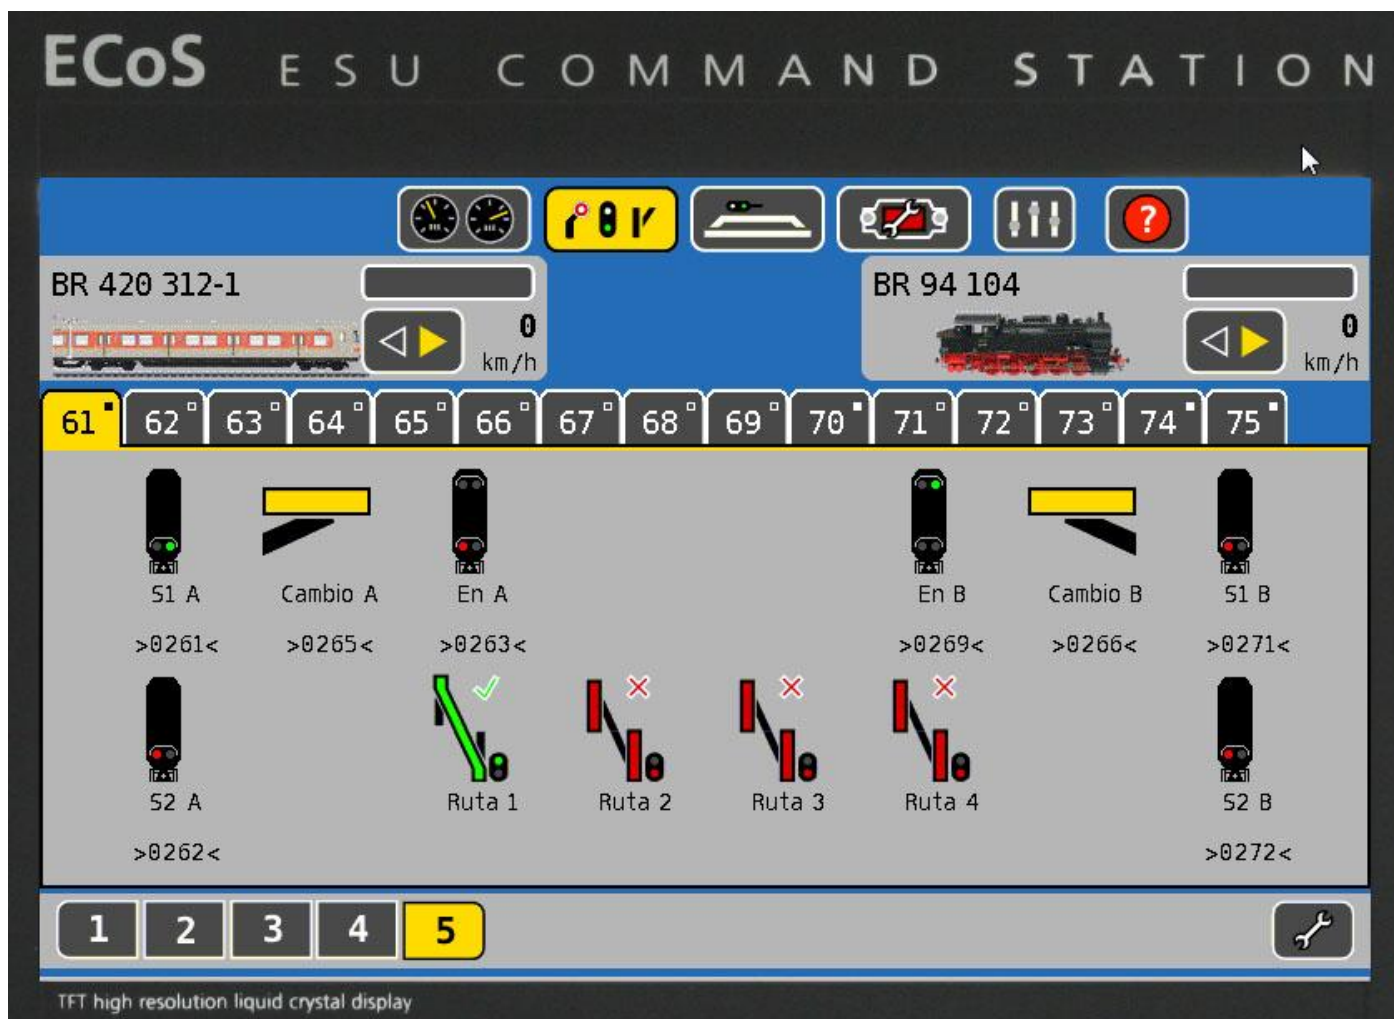 ECoS ESU COMMAND STATION
?
BR 420 312-1
0
km/h
BR 94 104
0
km/h
61 62 63 64 65 66 67 68 69 70 71 72 73 74 75
S1 A Cambio A En A En B Cambio B S1 B
>0261< >0265< >0263< >0269< >0266< >0271<
S2 A Ruta 1 Ruta 2 Ruta 3 Ruta 4 S2 B
>0262< >0272<
1 2 3 4 5
TFT high resolution liquid crystal display